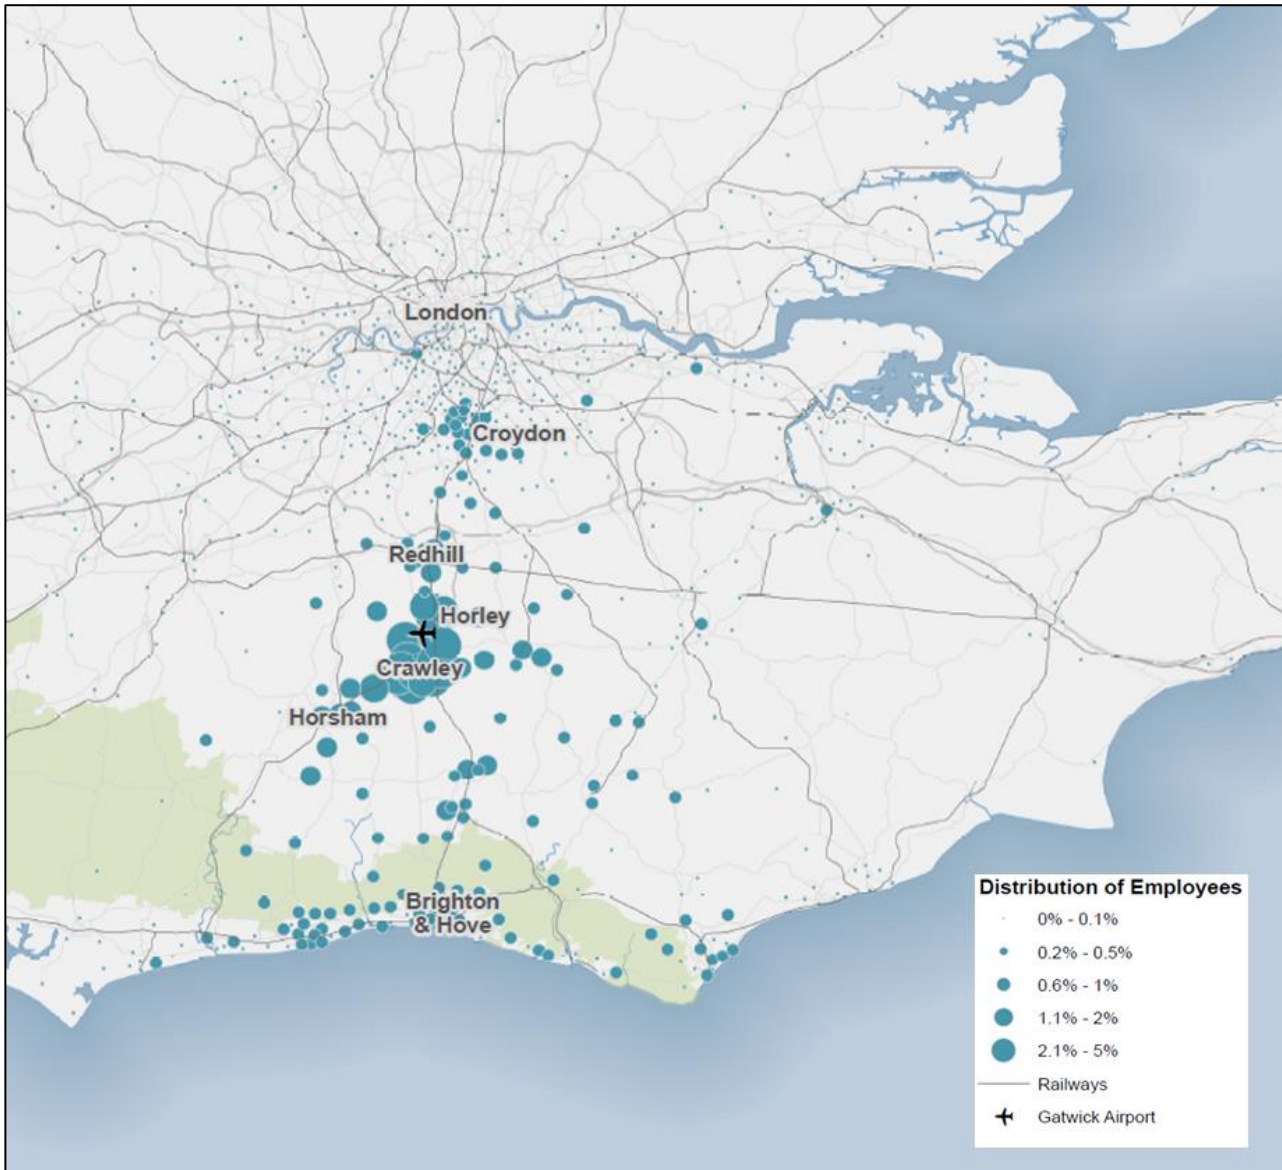 London
Croydon
Redhill
Horley
Crawley
Horsham
Brighton
& Hove
Distribution of Employees
0% - 0.1%
0.2% - 0.5%
0.6% - 1%
1.1% - 2%
2.1% - 5%
Railways
Gatwick Airport